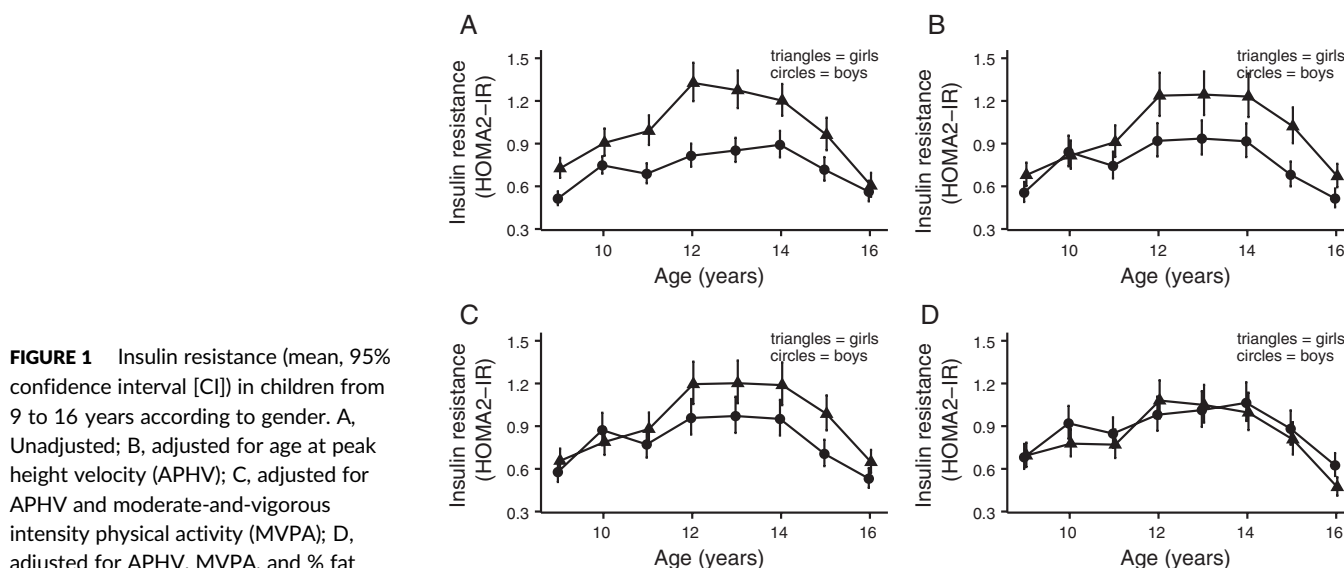 A
1.5
1.2
0.9
0.6
0.3
Insulin resistance
(HOMA2–IR)
triangles = girls
circles = boys
10
12
14
16
Age (years)
B
1.5
1.2
0.9
0.6
0.3
Insulin resistance
(HOMA2–IR)
triangles = girls
circles = boys
10
12
14
16
Age (years)
FIGURE 1 Insulin resistance (mean, 95%
confidence interval [CI]) in children from
9 to 16 years according to gender. A,
Unadjusted; B, adjusted for age at peak
height velocity (APHV); C, adjusted for
APHV and moderate-and-vigorous
intensity physical activity (MVPA); D,
adjusted for APHV, MVPA, and % fat
C
1.5
1.2
0.9
0.6
0.3
Insulin resistance
(HOMA2–IR)
triangles = girls
circles = boys
10
12
14
16
Age (years)
D
1.5
1.2
0.9
0.6
0.3
Insulin resistance
(HOMA2–IR)
triangles = girls
circles = boys
10
12
14
16
Age (years)